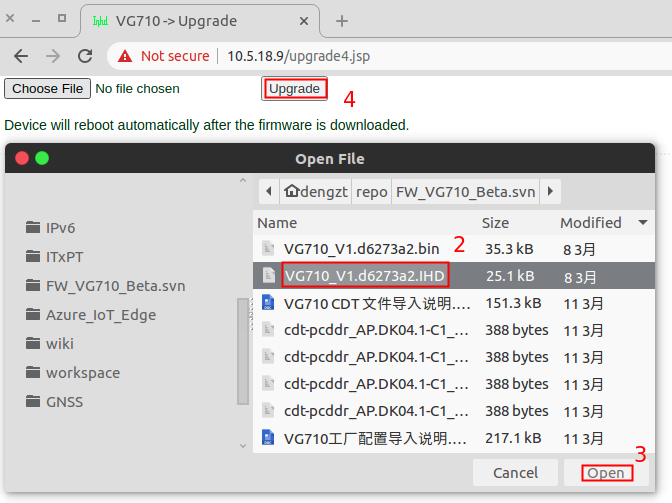 VG710 -> Upgrade
Not secure 10.5.18.9/upgrade4.jsp
Choose File No file chosen Upgrade
4
Device will reboot automatically after the firmware is downloaded.
Open File
dengzt repo FW_VG710_Beta.svn
Name Size Modified
IPv6
ITxPT
FW_VG710_Beta.svn
Azure_IoT_Edge
wiki
workspace
GNSS
VG710_V1.d6273a2.bin 2 35.3 kB 8 3月
VG710_V1.d6273a2.IHD 25.1 kB 8 3月
VG710 CDT 文件导入说明.… 151.3 kB 11 3月
cdt-pcddr_AP.DK04.1-C1_… 388 bytes 11 3月
cdt-pcddr_AP.DK04.1-C1_… 388 bytes 11 3月
cdt-pcddr_AP.DK04.1-C1_… 388 bytes 11 3月
cdt-pcddr_AP.DK04.1-C1_… 388 bytes 11 3月
VG710工厂配置导入说明.… 217.1 kB 11 3月
3
Cancel Open